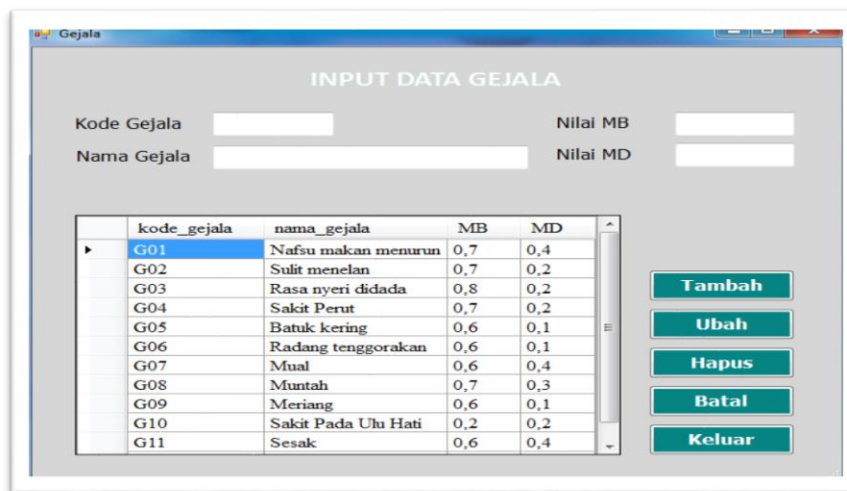 Gejala
INPUT DATA GEJALA
Kode Gejala Nilai MB
Nama Gejala Nilai MD
kode_gejala nama_gejala MB MD
G01 Nafsu makan menurun 0,7 0,4
G02 Sulit menelan 0,7 0,2
G03 Rasa nyeri didada 0,8 0,2
G04 Sakit Perut 0,7 0,2
G05 Batuk kering 0,6 0,1
G06 Radang tenggorakan 0,6 0,1
G07 Mual 0,6 0,4
G08 Muntah 0,7 0,3
G09 Meriang 0,6 0,1
G10 Sakit Pada Ulu Hati 0,2 0,2
G11 Sesak 0,6 0,4
Tambah
Ubah
Hapus
Batal
Keluar